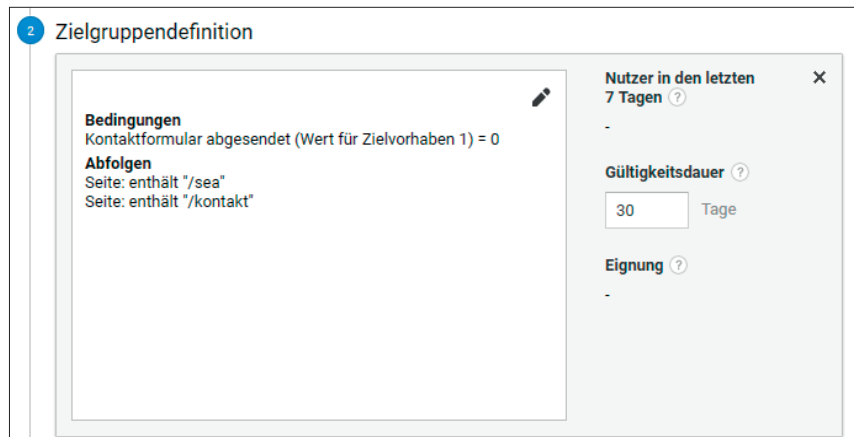 2 Zielgruppendefinition
Bedingungen
Kontaktformular abgesendet (Wert für Zielvorhaben 1) = 0
Abfolgen
Seite: enthält "/sea"
Seite: enthält "/kontakt"
Nutzer in den letzten
7 Tagen ?
-
Gültigkeitsdauer ?
30 Tage
Eignung ?
-